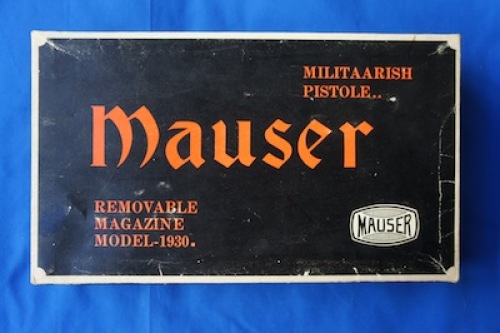 MILITAARISH
PISTOLE..
Mauser
REMOVABLE
MAGAZINE
MODEL-1930.
MAUSER